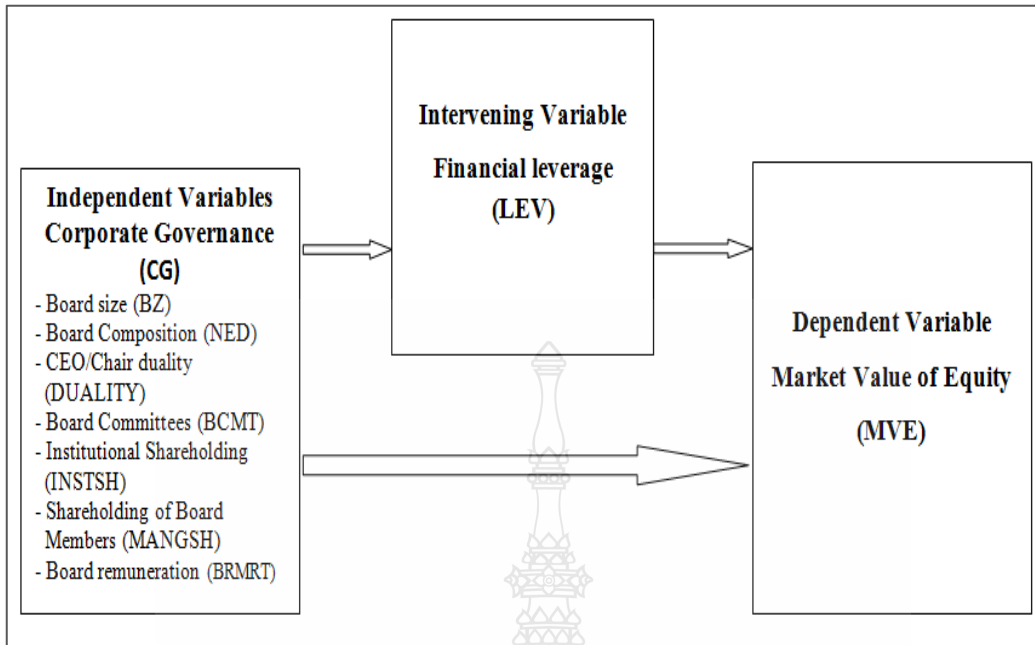 Intervening Variable
Financial leverage
(LEV)
Independent Variables
Corporate Governance
(CG)
- Board size (BZ)
- Board Composition (NED)
- CEO/Chair duality
(DUALITY)
- Board Committees (BCMT)
- Institutional Shareholding
(INSTSH)
- Shareholding of Board
Members (MANGSH)
- Board remuneration (BRMRT)
Dependent Variable
Market Value of Equity
(MVE)